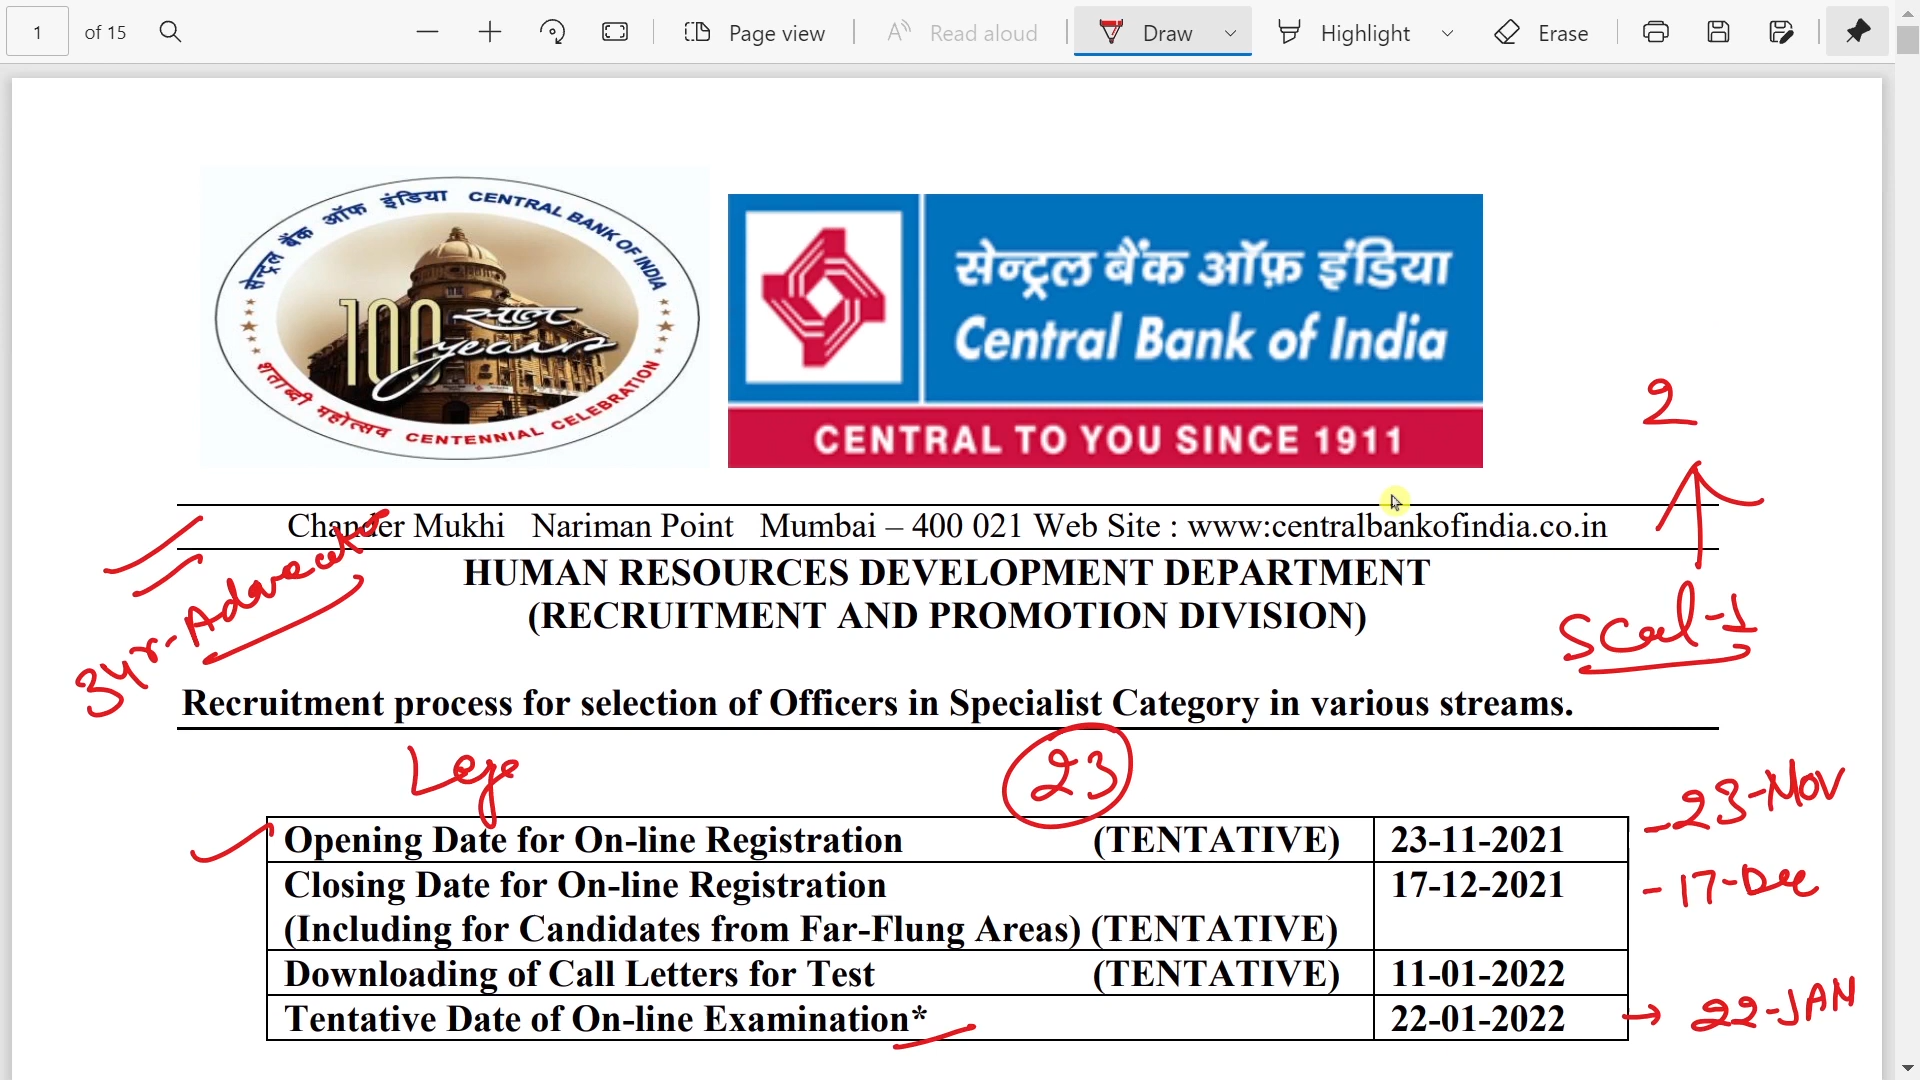 1 of 15 Page view Read aloud Draw Highlight Erase
सेन्ट्रल बैंक ऑफ इंडिया CENTRAL BANK OF INDIA
100 साल
years
शताब्दी महोत्सव CENTENNIAL CELEBRATION
सेन्ट्रल बैंक ऑफ़ इंडिया
Central Bank of India
CENTRAL TO YOU SINCE 1911
2
Chander Mukhi Nariman Point Mumbai – 400 021 Web Site : www:centralbankofindia.co.in
HUMAN RESOURCES DEVELOPMENT DEPARTMENT
(RECRUITMENT AND PROMOTION DIVISION)
Scal-1
3yr-
Recruitment process for selection of Officers in Specialist Category in various streams.
23
Opening Date for On-line Registration (TENTATIVE) 23-11-2021 -23-Nov
Closing Date for On-line Registration 17-12-2021 -17-Dec
(Including for Candidates from Far-Flung Areas) (TENTATIVE)
Downloading of Call Letters for Test (TENTATIVE) 11-01-2022
Tentative Date of On-line Examination* 22-01-2022 → 22-JAN